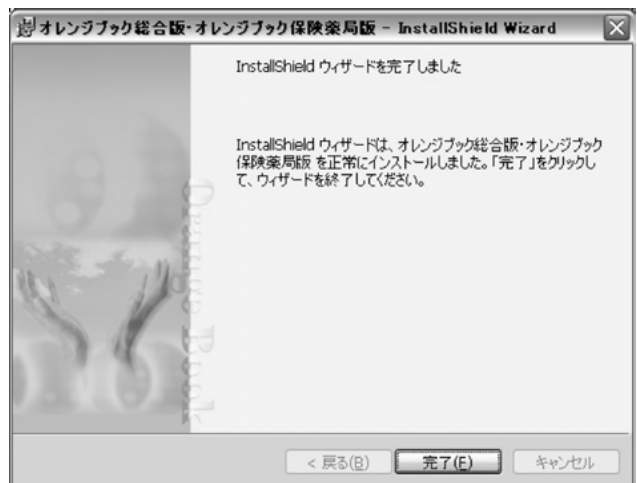 オレンジブック総合版・オレンジブック保険薬局版 - InstallShield Wizard
InstallShield ウィザードを完了しました
InstallShield ウィザードは、オレンジブック総合版・オレンジブック
保険薬局版 を正常にインストールしました。「完了」をクリックし
て、ウィザードを終了してください。
Orange Book
< 戻る(B)
完了(F)
キャンセル